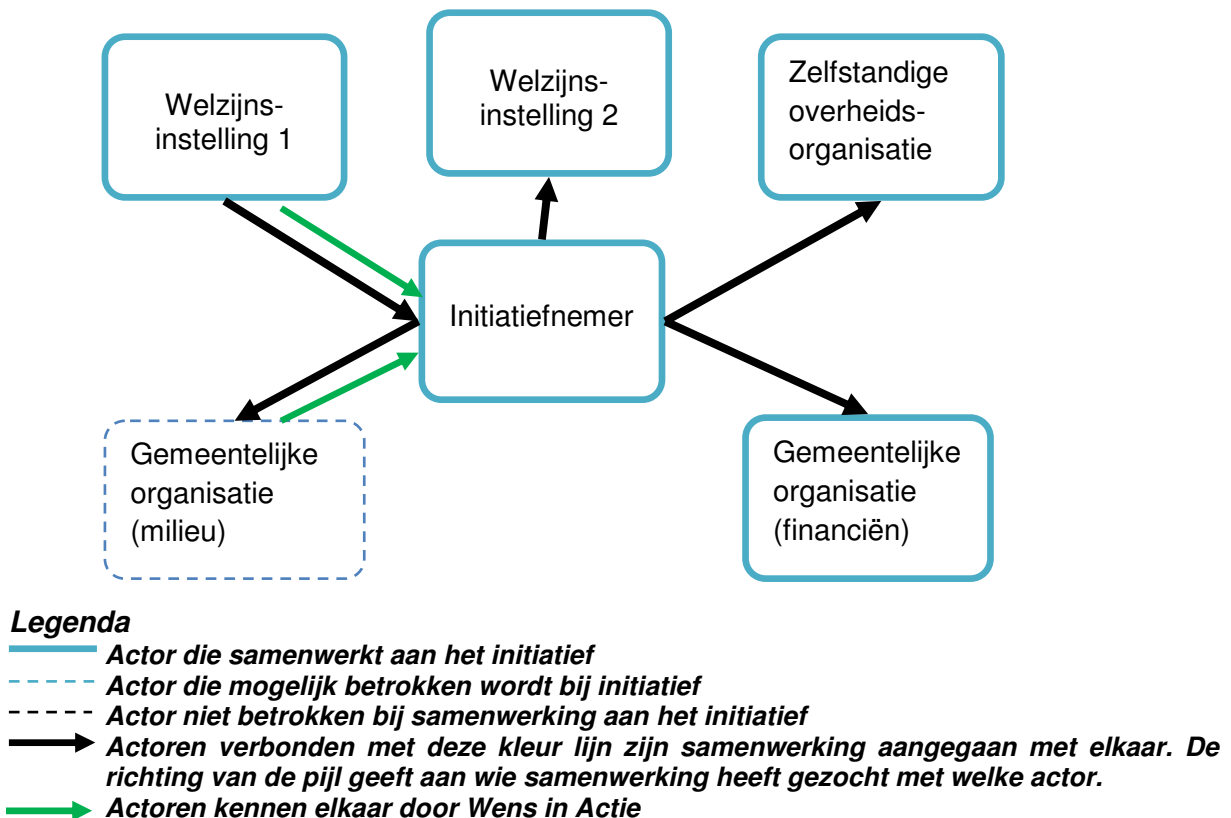 Welzijns-
instelling 1
Welzijns-
instelling 2
Zelfstandige
overheids-
organisatie
Initiatiefnemer
Gemeentelijke
organisatie
(milieu)
Gemeentelijke
organisatie
(financiën)
Legenda
Actor die samenwerkt aan het initiatief
Actor die mogelijk betrokken wordt bij initiatief
Actor niet betrokken bij samenwerking aan het initiatief
Actoren verbonden met deze kleur lijn zijn samenwerking aangegaan met elkaar. De
richting van de pijl geeft aan wie samenwerking heeft gezocht met welke actor.
Actoren kennen elkaar door Wens in Actie